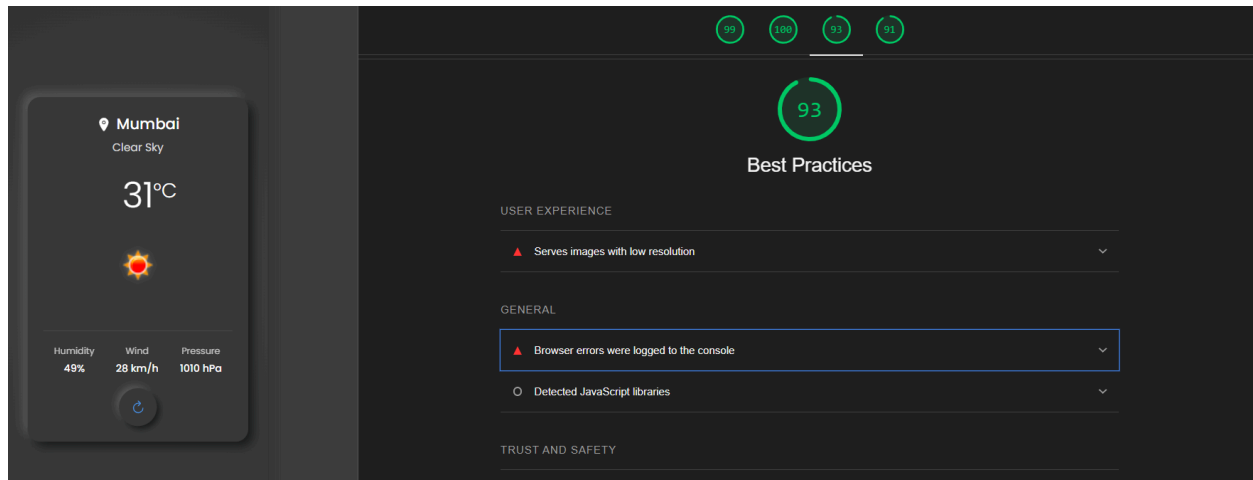 Mumbai
Clear Sky
31°C
Humidity Wind Pressure
49% 28 km/h 1010 hPa
99 100 93 91
93
Best Practices
USER EXPERIENCE
Serves images with low resolution
GENERAL
Browser errors were logged to the console
Detected JavaScript libraries
TRUST AND SAFETY